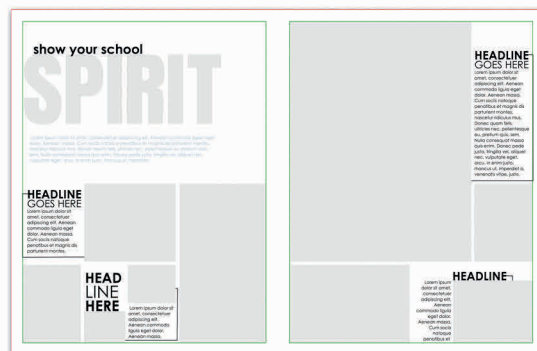 show your school
SPIRIT
HEADLINE
GOES HERE
Lorem ipsum dolor sit
amet, consectetuer
adipiscing elit. Aenean
commodo ligula eget
dolor. Aenean massa.
Cum sociis natoque
penatibus et magnis dis
parturient montes,
HEAD
LINE
HERE
Lorem ipsum dolor sit
amet, consectetuer
adipiscing elit. Aenean
commodo ligula eget
dolor. Aenean massa.
HEADLINE
GOES HERE
Lorem ipsum dolor sit
amet, consectetuer
adipiscing elit. Aenean
commodo ligula eget
dolor. Aenean massa.
Cum sociis natoque
penatibus et magnis dis
parturient montes,
nascetur ridiculus mus.
Donec quam felis,
ultricies nec, pellentesque
eu, pretium quis, sem.
Nulla consequat massa
quis enim. Donec pede
justo, fringilla vel, aliquet
nec, vulputate eget,
arcu. In enim justo,
rhoncus ut, imperdiet a,
venenatis vitae, justo.
HEADLINE
Lorem ipsum
dolor sit amet,
consectetuer
adipiscing elit.
Aenean
commodo ligula
eget dolor.
Aenean massa.
Cum sociis
natoque
penatibus et